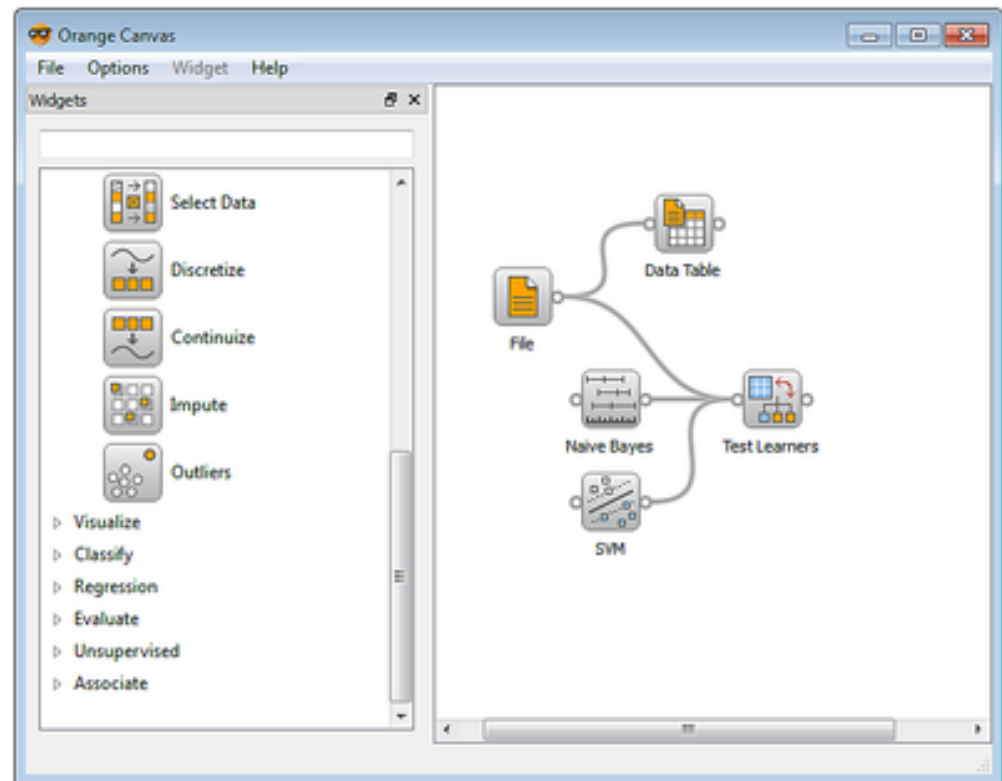 Orange Canvas
File Options Widget Help
Widgets
Select Data
Discretize
Continuize
Impute
Outliers
Visualize
Classify
Regression
Evaluate
Unsupervised
Associate
Data Table
File
Naive Bayes Test Learners
SVM